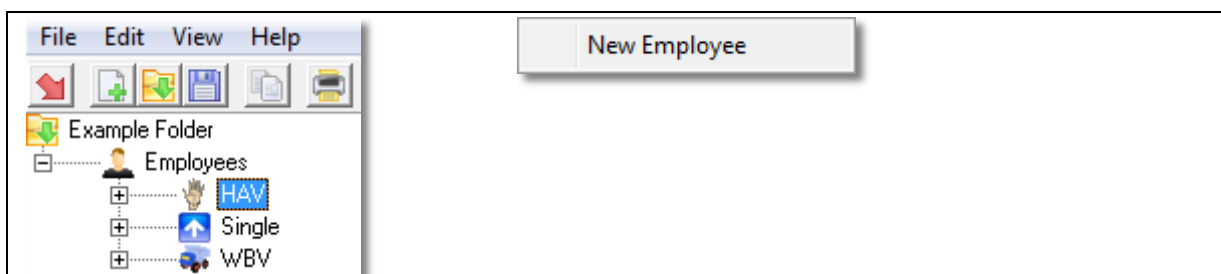 File Edit View Help
New Employee
Example Folder
Employees
HAV
Single
WBV